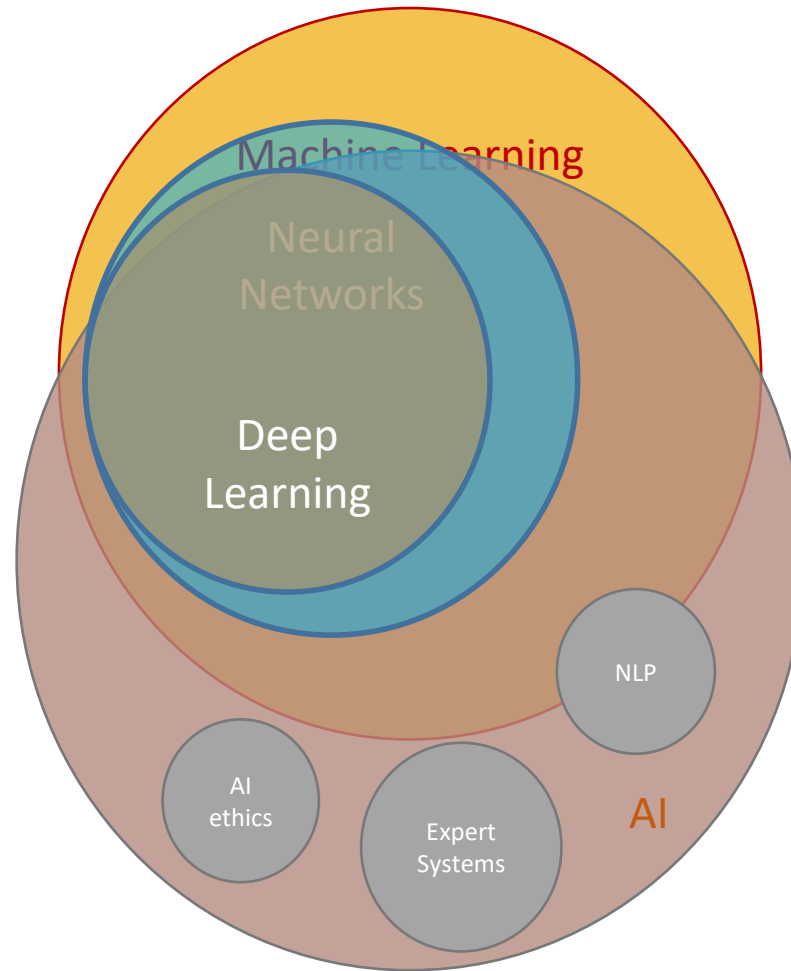 Machine Learning
Neural
Networks
Deep
Learning
NLP
AI
ethics
Expert
Systems
AI